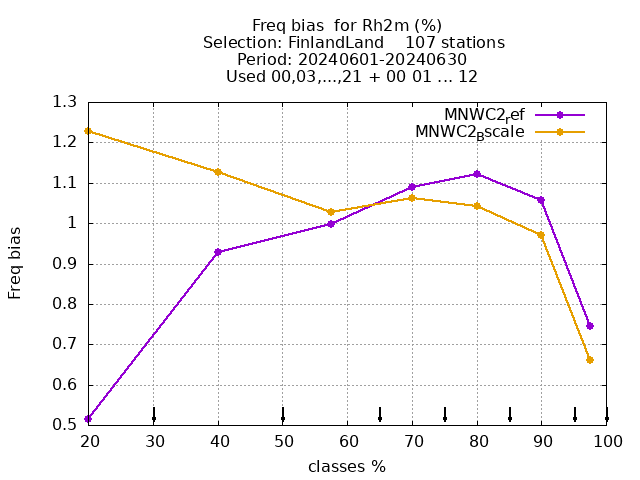 Freq bias  for Rh2m (%)
Selection: FinlandLand    107 stations
Period: 20240601-20240630
Used 00,03,...,21 + 00 01 ... 12
MNWC2ref
MNWC2Bscale
1.3
1.2
1.1
1
0.9
0.8
0.7
0.6
0.5
Freq bias
20 30 40 50 60 70 80 90 100
classes %